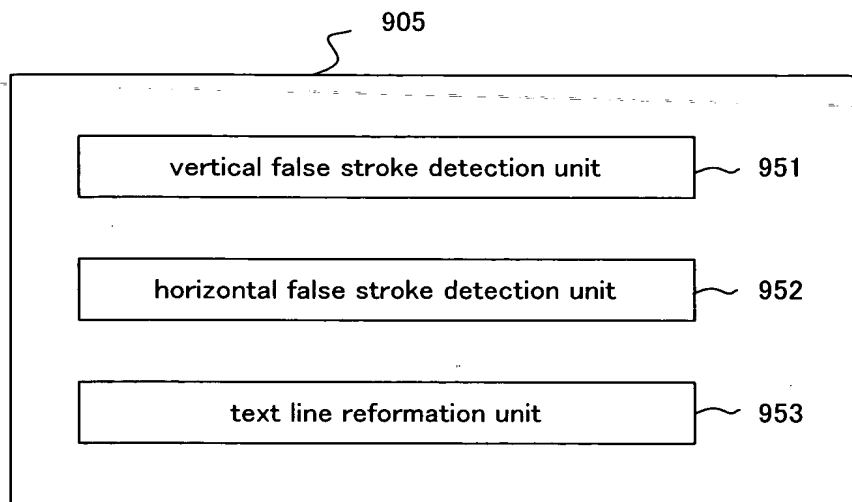 905
vertical false stroke detection unit 951
horizontal false stroke detection unit 952
text line reformation unit 953